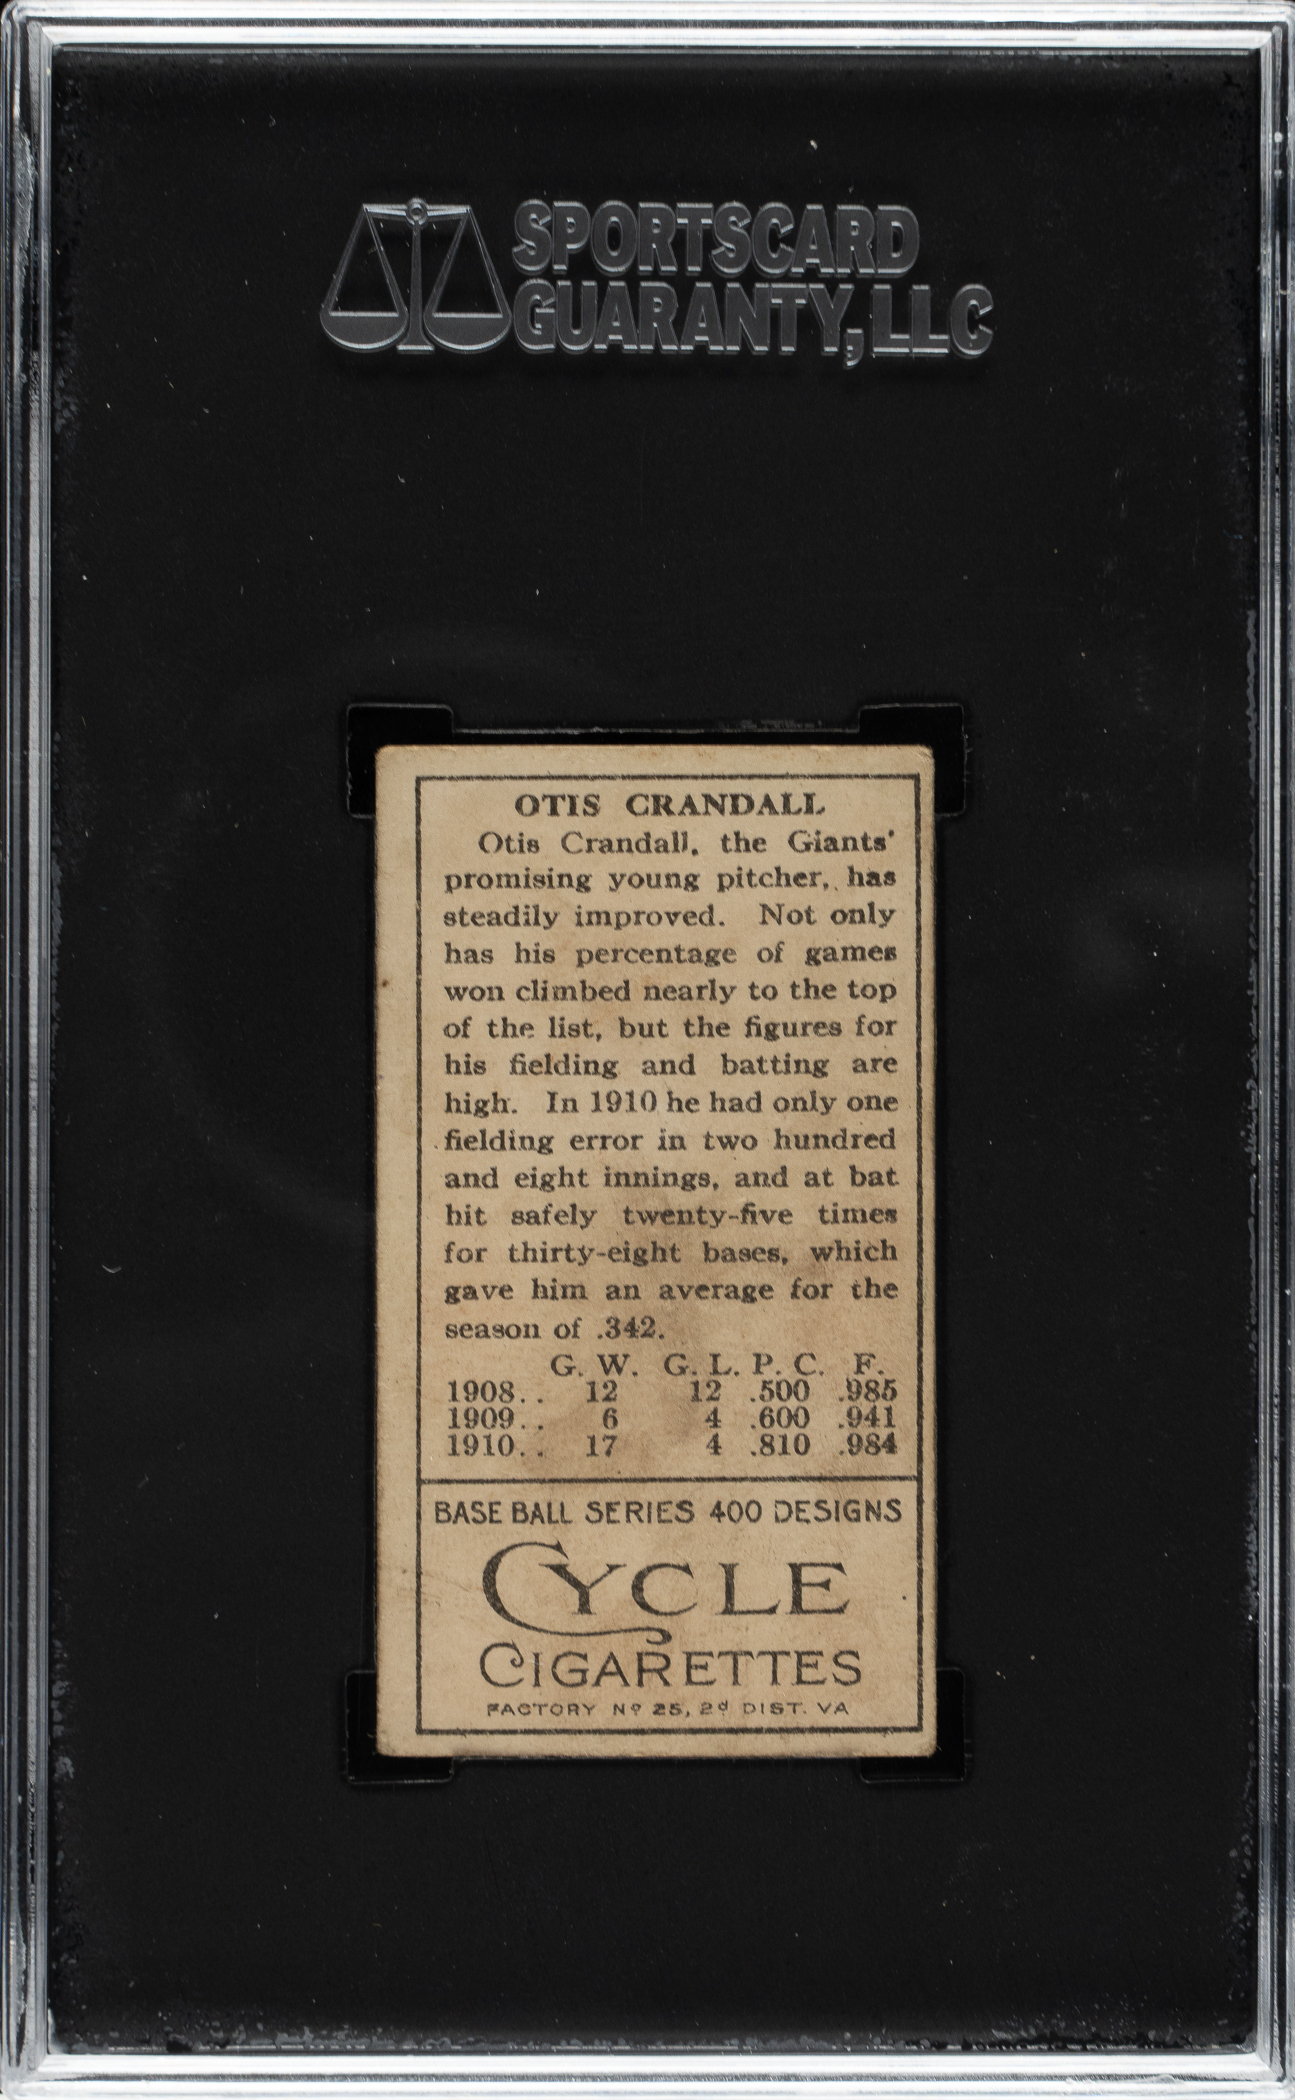 SPORTSCARD
GUARANTY, LLC
OTIS CRANDALL
Otis Crandall, the Giants'
promising young pitcher, has
steadily improved. Not only
has his percentage of games
won climbed nearly to the top
of the list, but the figures for
his fielding and batting are
high. In 1910 he had only one
fielding error in two hundred
and eight innings, and at bat
hit safely twenty-five times
for thirty-eight bases, which
gave him an average for the
season of .342.
G. W. G. L. P. C. F.
1908.. 12 12 .500 .985
1909.. 6 4 .600 .941
1910.. 17 4 .810 .984
BASE BALL SERIES 400 DESIGNS
CYCLE
CIGARETTES
FACTORY Nº 25, 2d DIST. VA